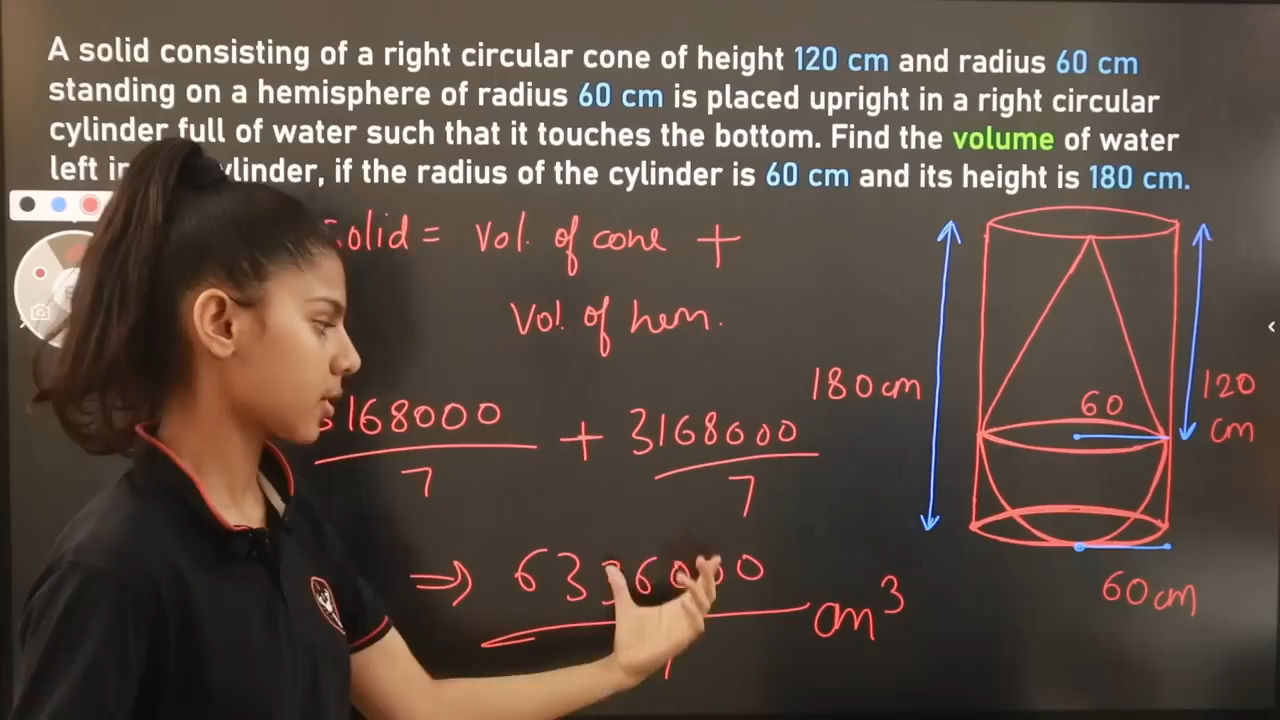 A solid consisting of a right circular cone of height 120 cm and radius 60 cm
standing on a hemisphere of radius 60 cm is placed upright in a right circular
cylinder full of water such that it touches the bottom. Find the volume of water
left in cylinder, if the radius of the cylinder is 60 cm and its height is 180 cm.
Solid = Vol. of cone +
Vol. of hem.
3168000 + 3168000
7 7
⇒ 6336000 cm³
180 cm
120
cm
60
60 cm